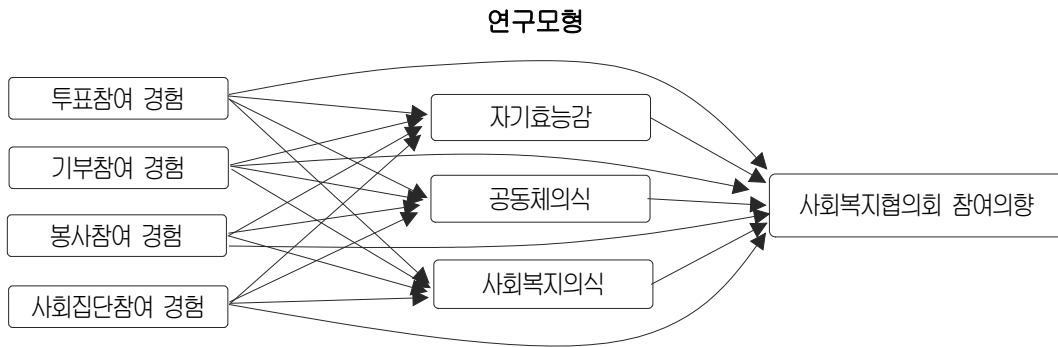 연구모형
투표참여 경험
기부참여 경험
봉사참여 경험
사회집단참여 경험
자기효능감
공동체의식
사회복지의식
사회복지협의회 참여의향